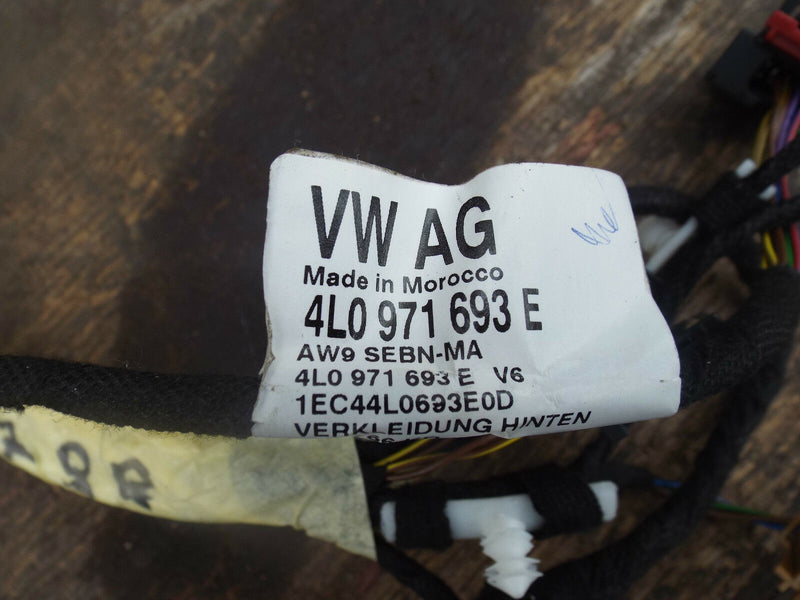 VW AG
Made in Morocco
4L0 971 693 E
AW9 SEBN-MA
4L0 971 693 E V6
1EC44L0693E0D
VERKLEIDUNG HINTEN